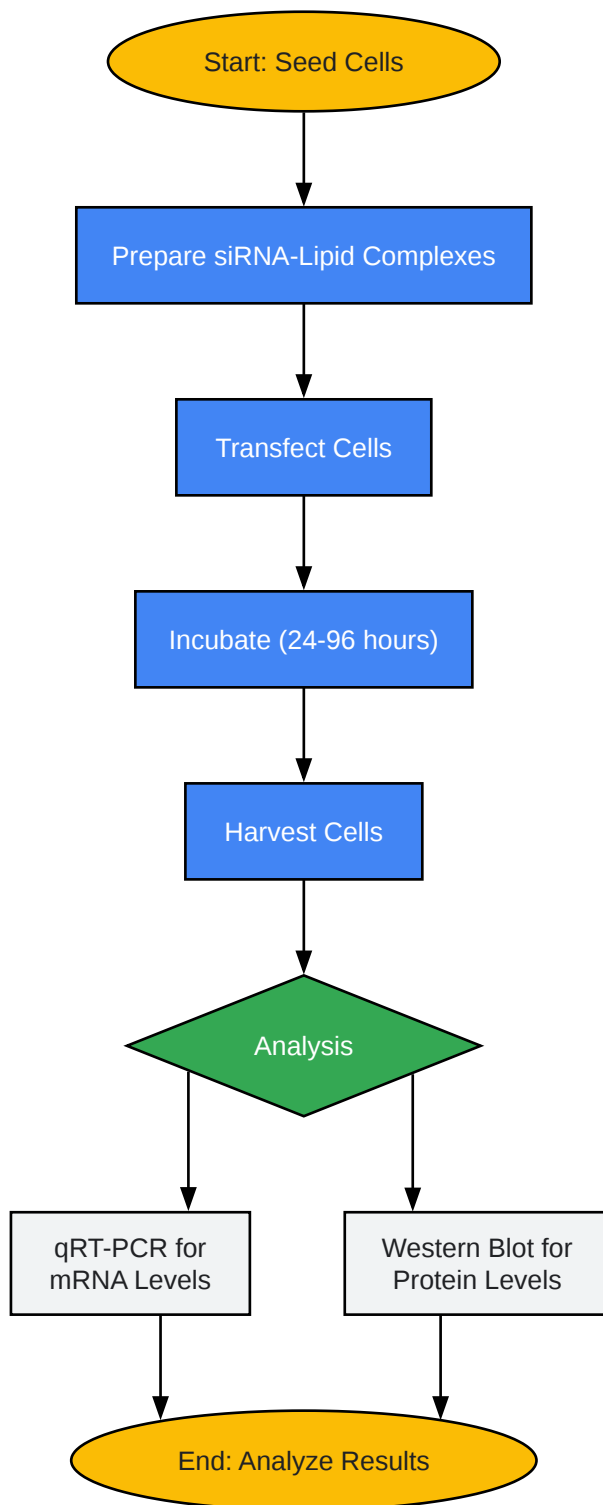 Start: Seed Cells
Prepare siRNA-Lipid Complexes
Transfect Cells
Incubate (24-96 hours)
Harvest Cells
Analysis
qRT-PCR for
mRNA Levels
Western Blot for
Protein Levels
End: Analyze Results